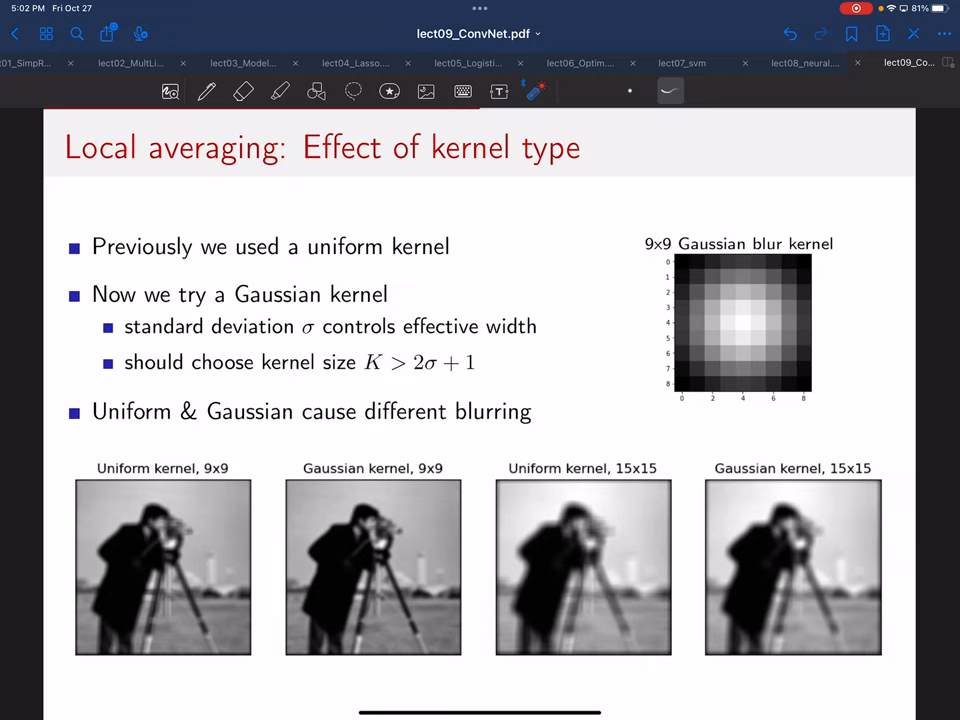 5:02 PM Fri Oct 27
81%
lect09_ConvNet.pdf
t01_SimpR... lect02_MultLi... lect03_Model... lect04_Lasso.... lect05_Logisti... lect06_Optim.... lect07_svm lect08_neural.... lect09_Co...
Local averaging: Effect of kernel type
Previously we used a uniform kernel
Now we try a Gaussian kernel
standard deviation σ controls effective width
should choose kernel size K > 2σ + 1
Uniform & Gaussian cause different blurring
9x9 Gaussian blur kernel
0
1
2
3
4
5
6
7
8
0 2 4 6 8
Uniform kernel, 9x9
Gaussian kernel, 9x9
Uniform kernel, 15x15
Gaussian kernel, 15x15